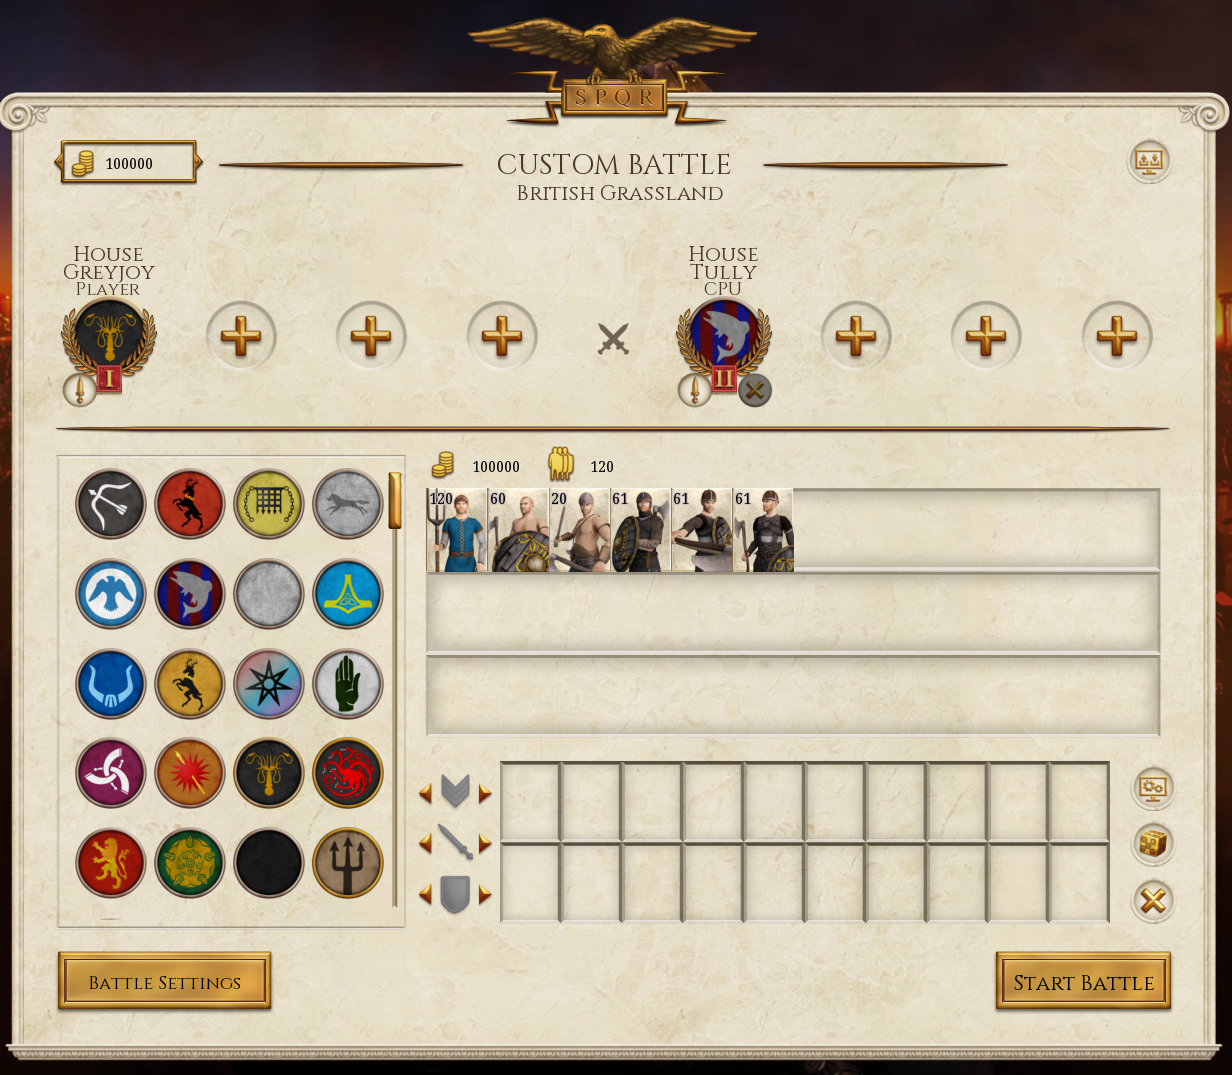 SPQR
100000
Custom Battle
British Grassland
House
Greyjoy
Player
I
House
Tully
CPU
II
100000
120
120
60
20
61
61
61
Battle Settings
Start Battle